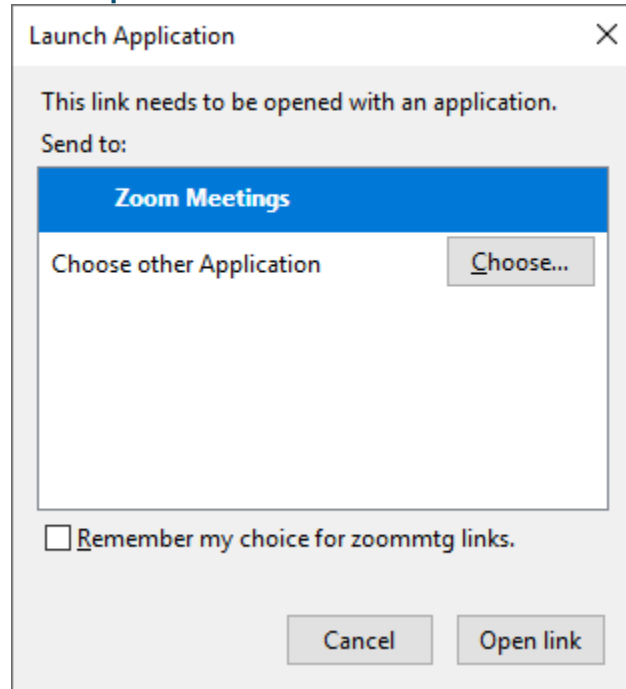 Launch Application
This link needs to be opened with an application.
Send to:
Zoom Meetings
Choose other Application
Choose...
Remember my choice for zoommtg links.
Cancel
Open link